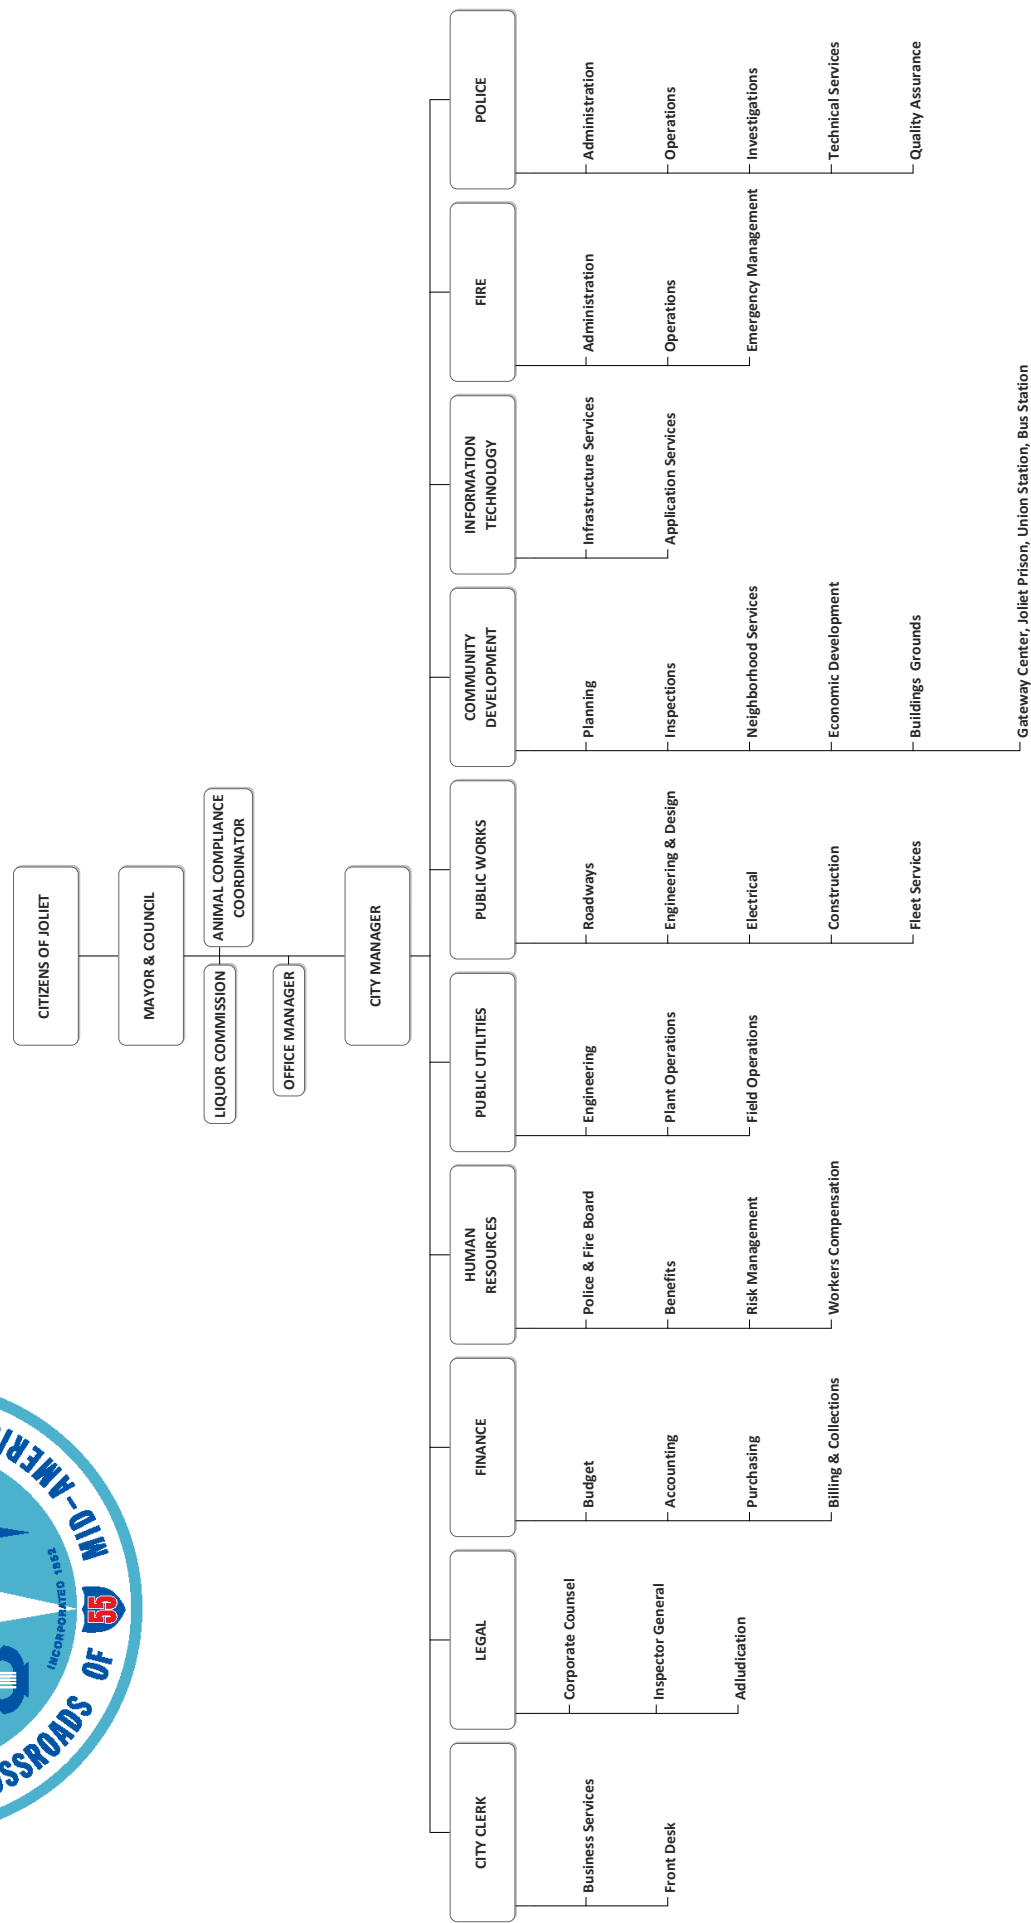 CITIZENS OF JOLIET
MAYOR & COUNCIL
LIQUOR COMMISSION
ANIMAL COMPLIANCE
COORDINATOR
OFFICE MANAGER
CITY MANAGER
CITY CLERK
Business Services
Front Desk
LEGAL
Corporate Counsel
Inspector General
Adludication
FINANCE
Budget
Accounting
Purchasing
Billing & Collections
HUMAN
RESOURCES
Police & Fire Board
Benefits
Risk Management
Workers Compensation
PUBLIC UTILITIES
Engineering
Plant Operations
Field Operations
PUBLIC WORKS
Roadways
Engineering & Design
Electrical
Construction
Fleet Services
COMMUNITY
DEVELOPMENT
Planning
Inspections
Neighborhood Services
Economic Development
Buildings Grounds
Gateway Center, Joliet Prison, Union Station, Bus Station
INFORMATION
TECHNOLOGY
Infrastructure Services
Application Services
FIRE
Administration
Operations
Emergency Management
POLICE
Administration
Operations
Investigations
Technical Services
Quality Assurance
INCORPORATED 1852
OF MID-
55